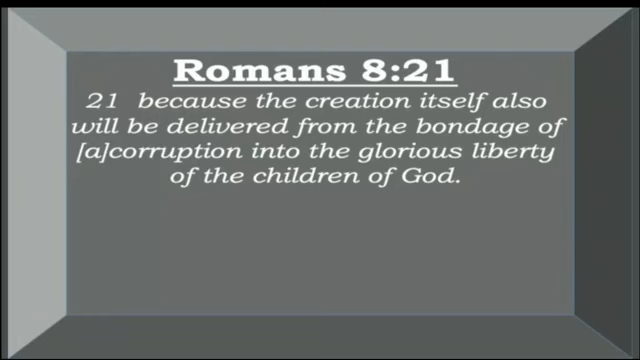 Romans 8:21
21 because the creation itself also
will be delivered from the bondage of
[a]corruption into the glorious liberty
of the children of God.